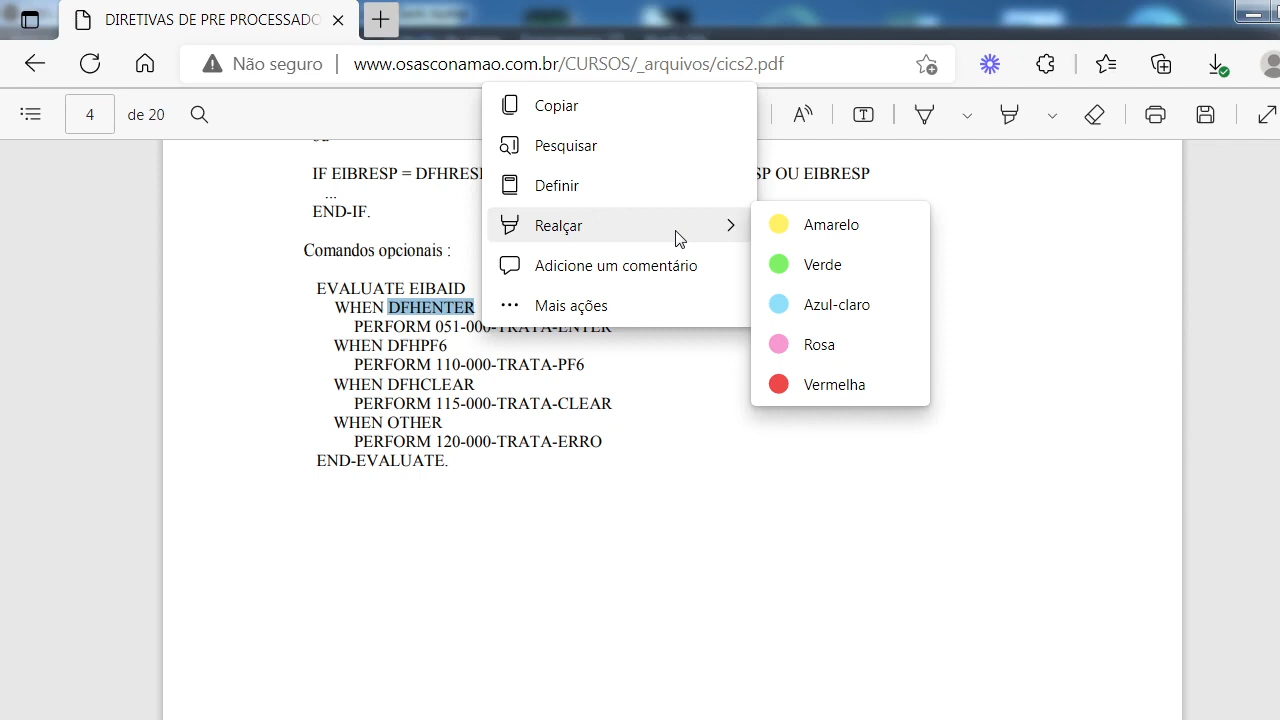 DIRETIVAS DE PRE PROCESSADO
Não seguro
www.osasconamao.com.br/CURSOS/_arquivos/cics2.pdf
4
de 20
IF EIBRESP = DFHRESP
SP OU EIBRESP
...
END-IF.
Comandos opcionais :
EVALUATE EIBAID
WHEN DFHENTER
PERFORM 051-000-TRATA-ENTER
WHEN DFHPF6
PERFORM 110-000-TRATA-PF6
WHEN DFHCLEAR
PERFORM 115-000-TRATA-CLEAR
WHEN OTHER
PERFORM 120-000-TRATA-ERRO
END-EVALUATE.
Copiar
Pesquisar
Definir
Realçar
Adicione um comentário
Mais ações
Amarelo
Verde
Azul-claro
Rosa
Vermelha